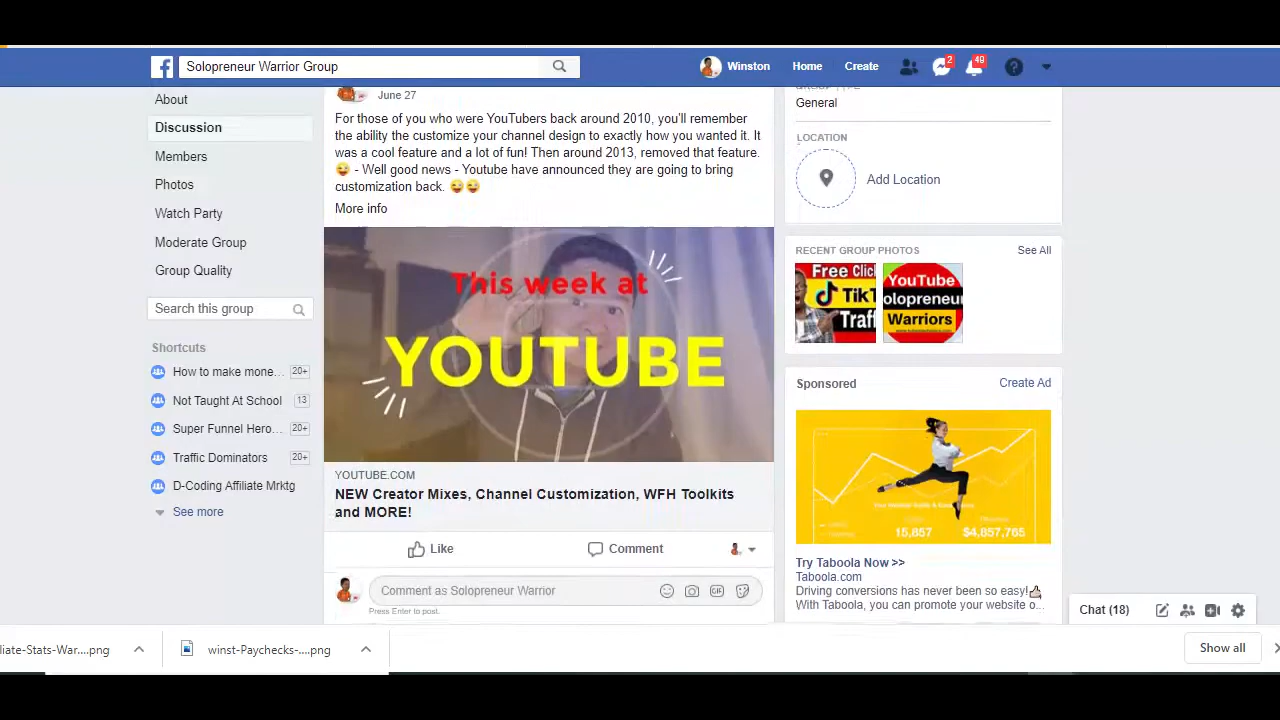 Solopreneur Warrior Group
Winston
Home
Create
2
49
About
Discussion
Members
Photos
Watch Party
Moderate Group
Group Quality
Search this group
Shortcuts
How to make mone... 20+
Not Taught At School 13
Super Funnel Hero... 20+
Traffic Dominators 20+
D-Coding Affiliate Mrktg
See more
June 27
For those of you who were YouTubers back around 2010, you'll remember
the ability the customize your channel design to exactly how you wanted it. It
was a cool feature and a lot of fun! Then around 2013, removed that feature.
😜 - Well good news - Youtube have announced they are going to bring
customization back. 😜😜
More info
This week at
YOUTUBE
YOUTUBE.COM
NEW Creator Mixes, Channel Customization, WFH Toolkits
and MORE!
Like
Comment
Comment as Solopreneur Warrior
GIF
Press Enter to post.
General
LOCATION
Add Location
RECENT GROUP PHOTOS
See All
Free Clic
TikT
Traff
YouTube
olopreneur
Warriors
Sponsored
Create Ad
15,857
$4,857,765
Try Taboola Now >>
Taboola.com
Driving conversions has never been so easy!
With Taboola, you can promote your website o...
Chat (18)
liate-Stats-War....png
winst-Paychecks-....png
Show all